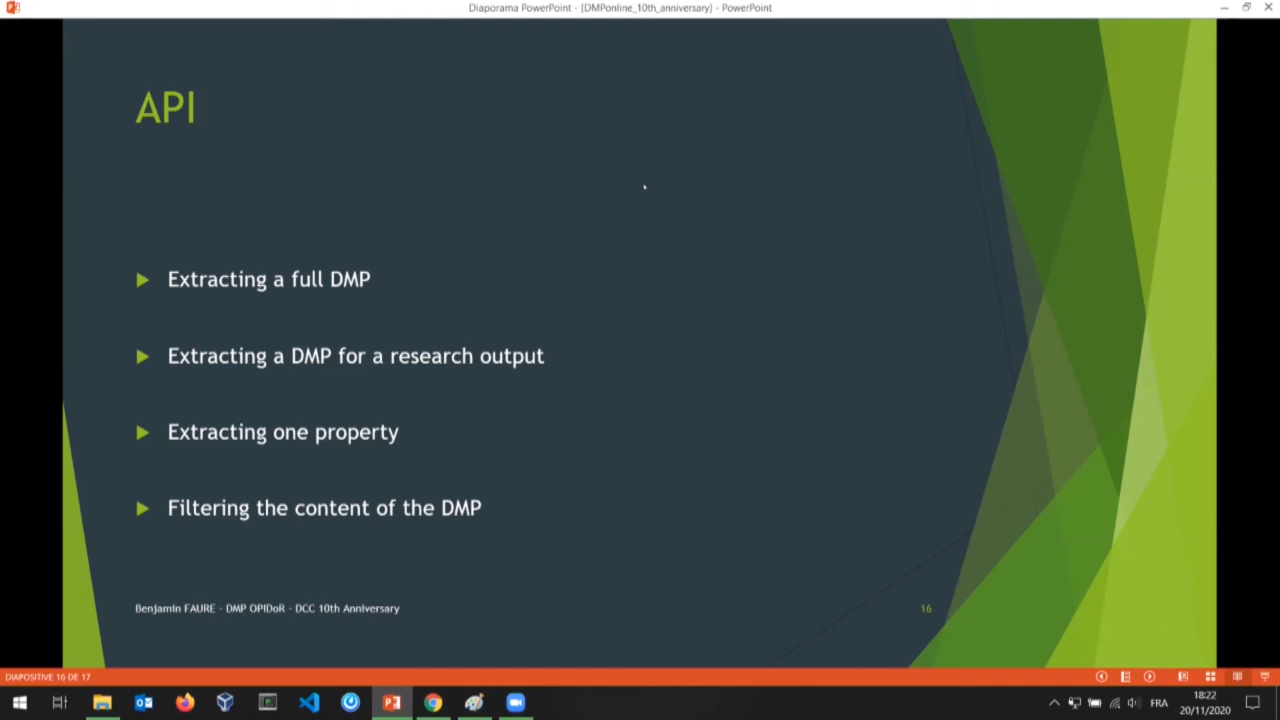 Diaporama PowerPoint - [DMPonline_10th_anniversary] - PowerPoint
API
Extracting a full DMP
Extracting a DMP for a research output
Extracting one property
Filtering the content of the DMP
Benjamin FAURE - DMP OPIDoR - DCC 10th Anniversary
16
DIAPOSITIVE 16 DE 17
FRA
18:22
20/11/2020